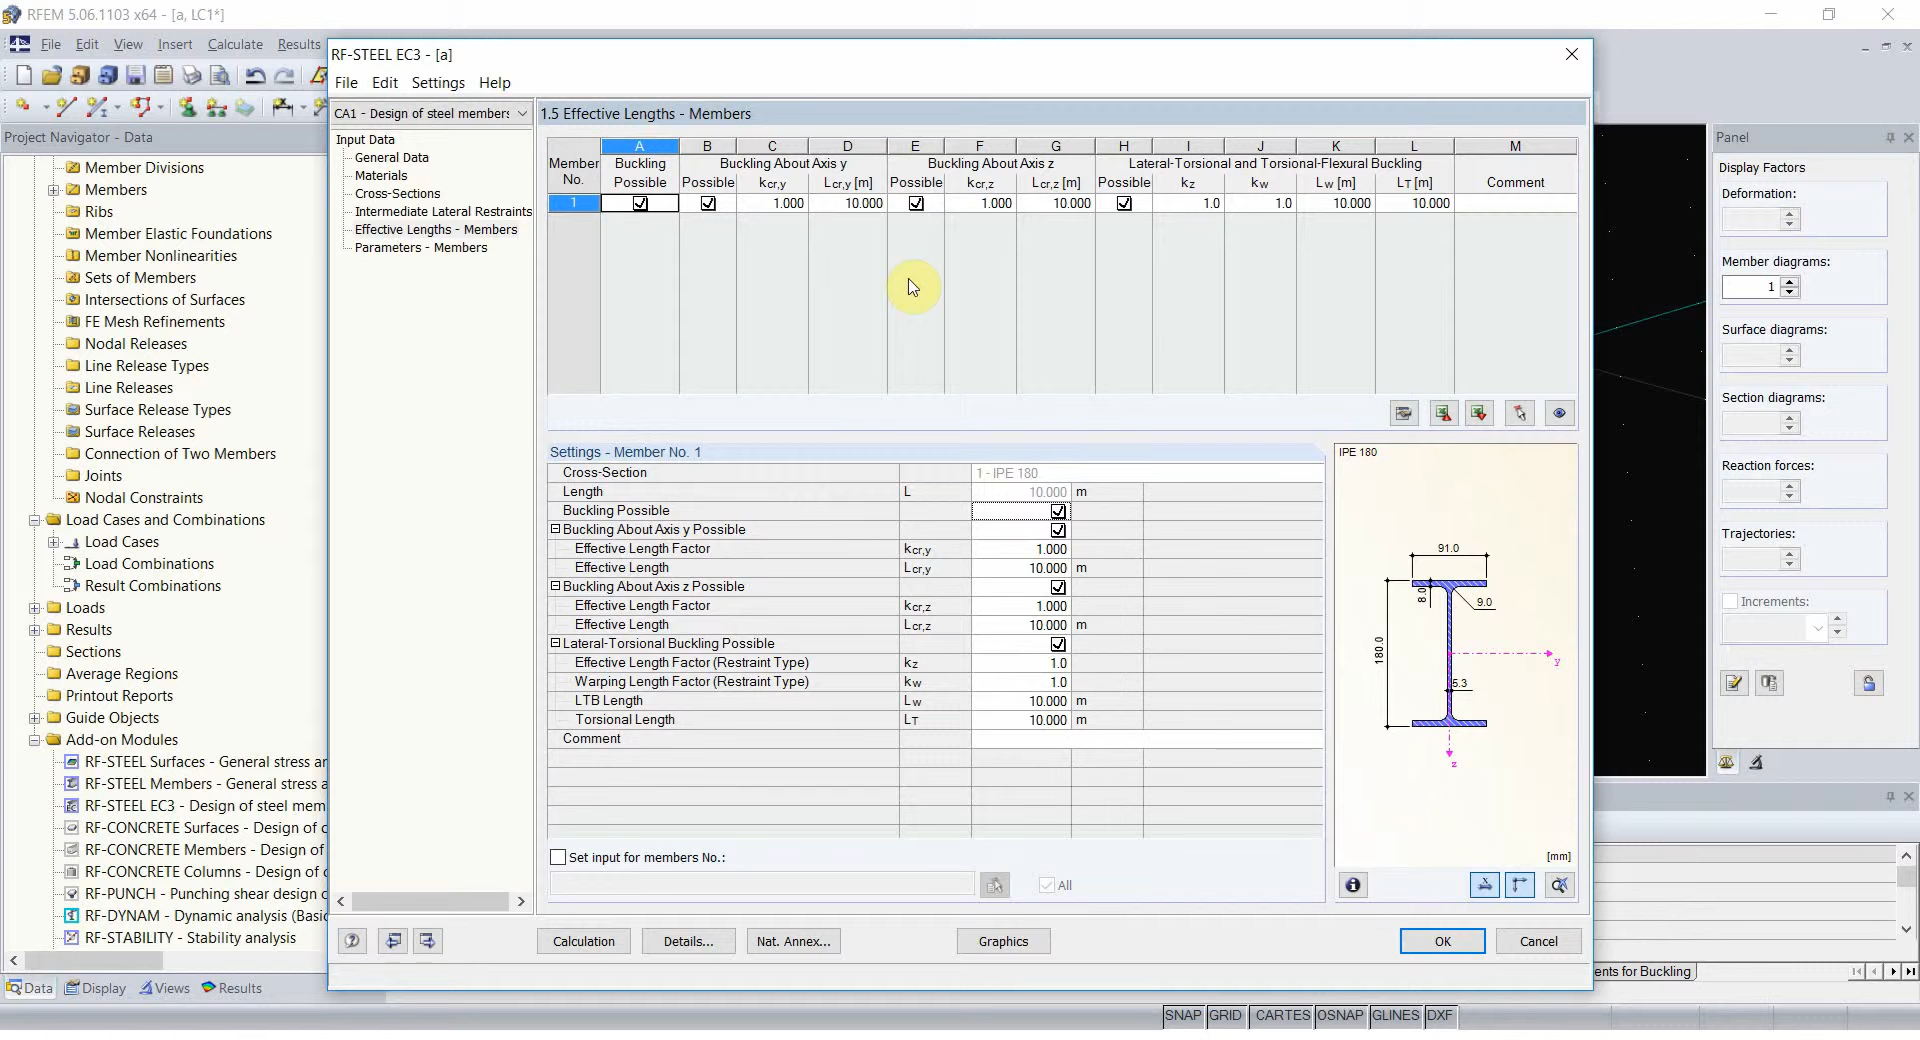 RFEM 5.06.1103 x64 - [a, LC1*]
File Edit View Insert Calculate Results
Project Navigator - Data
Member Divisions
Members
Ribs
Member Elastic Foundations
Member Nonlinearities
Sets of Members
Intersections of Surfaces
FE Mesh Refinements
Nodal Releases
Line Release Types
Line Releases
Surface Release Types
Surface Releases
Connection of Two Members
Joints
Nodal Constraints
Load Cases and Combinations
Load Cases
Load Combinations
Result Combinations
Loads
Results
Sections
Average Regions
Printout Reports
Guide Objects
Add-on Modules
RF-STEEL Surfaces - General stress ar
RF-STEEL Members - General stress a
RF-STEEL EC3 - Design of steel mem
RF-CONCRETE Surfaces - Design of c
RF-CONCRETE Members - Design of
RF-CONCRETE Columns - Design of c
RF-PUNCH - Punching shear design c
RF-DYNAM - Dynamic analysis (Basic
RF-STABILITY - Stability analysis
Data Display Views Results
RF-STEEL EC3 - [a]
File Edit Settings Help
CA1 - Design of steel members
Input Data
General Data
Materials
Cross-Sections
Intermediate Lateral Restraints
Effective Lengths - Members
Parameters - Members
1.5 Effective Lengths - Members
A B C D E F G H I J K L M
Member Buckling Buckling About Axis y Buckling About Axis z Lateral-Torsional and Torsional-Flexural Buckling
No. Possible Possible kcr,y Lcr,y [m] Possible kcr,z Lcr,z [m] Possible kz kw Lw [m] LT [m] Comment
1 1.000 10.000 1.000 10.000 1.0 1.0 10.000 10.000
Settings - Member No. 1
Cross-Section 1 - IPE 180
Length L 10.000 m
Buckling Possible
Buckling About Axis y Possible
Effective Length Factor kcr,y 1.000
Effective Length Lcr,y 10.000 m
Buckling About Axis z Possible
Effective Length Factor kcr,z 1.000
Effective Length Lcr,z 10.000 m
Lateral-Torsional Buckling Possible
Effective Length Factor (Restraint Type) kz 1.0
Warping Length Factor (Restraint Type) kw 1.0
LTB Length Lw 10.000 m
Torsional Length LT 10.000 m
Comment
Set input for members No.:
All
IPE 180
91.0
8.0
9.0
180.0
y
5.3
z
[mm]
Calculation Details... Nat. Annex... Graphics OK Cancel
Panel
Display Factors
Deformation:
Member diagrams:
1
Surface diagrams:
Section diagrams:
Reaction forces:
Trajectories:
Increments:
ents for Buckling
SNAP GRID CARTES OSNAP GLINES DXF